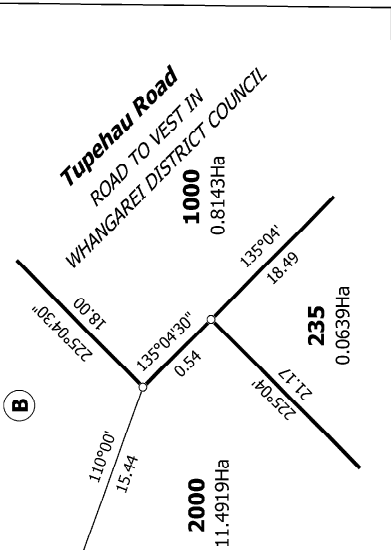 Tupehau Road
ROAD TO VEST IN
WHANGAREI DISTRICT COUNCIL
1000
0.8143Ha
225°04'30"
18.00
135°04'30"
0.54
135°04'
18.49
B
110°00'
15.44
225°04'
21.17
235
0.0639Ha
2000
11.4919Ha